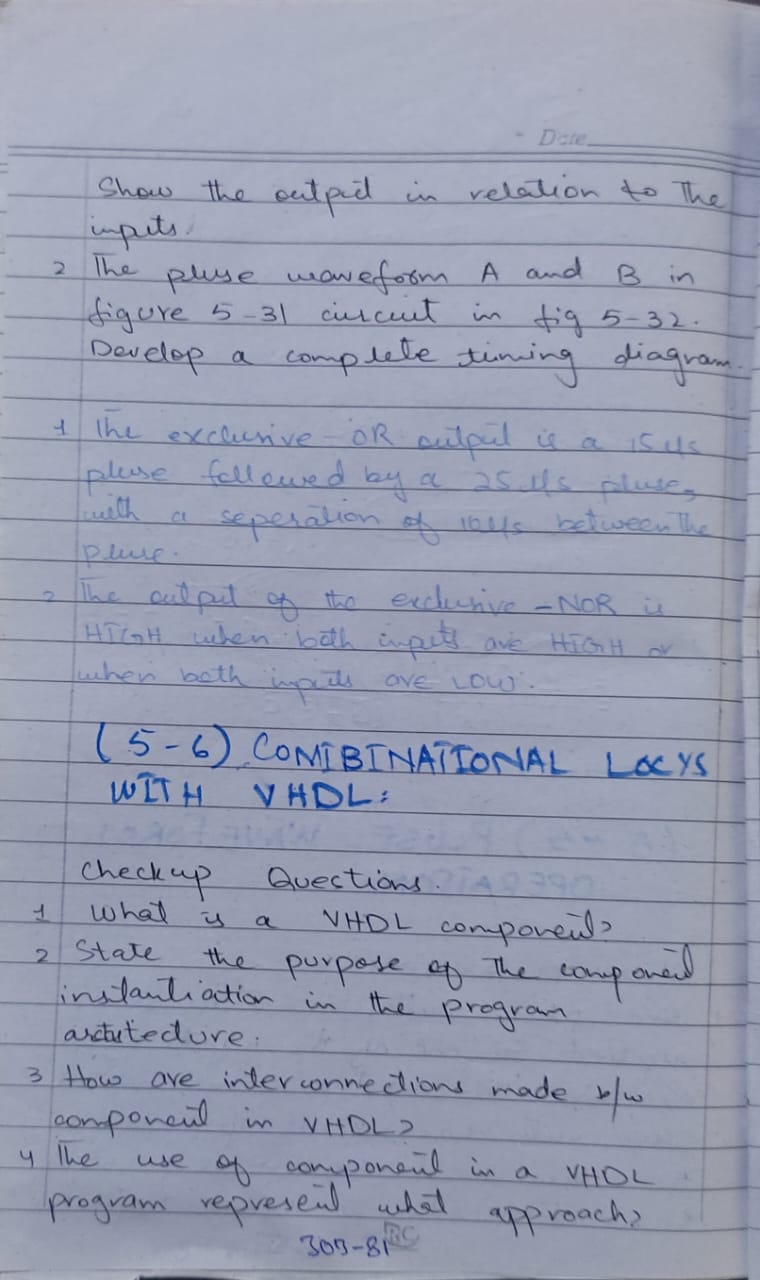 Date
Show the output in relation to the
inputs.
2 The pluse waveform A and B in
figure 5-31 circuit in fig 5-32.
Develop a complete timing diagram.
1 The exclusive-OR output is a 15 μs
pluse followed by a 25 μs pluse,
with a seperation of 10 μs between the
pluse.
2 The output of the exclusive-NOR is
HIGH when both inputs are HIGH or
when both inputs are LOW.
(5-6) COMIBINATIONAL LOCYS
WITH VHDL:
checkup Questions.
1 What is a VHDL component?
2 State the purpose of the component
instantiation in the program
3 How are interconnections made b/w
component in VHDL?
4 The use of component in a VHDL
program represent what approach?